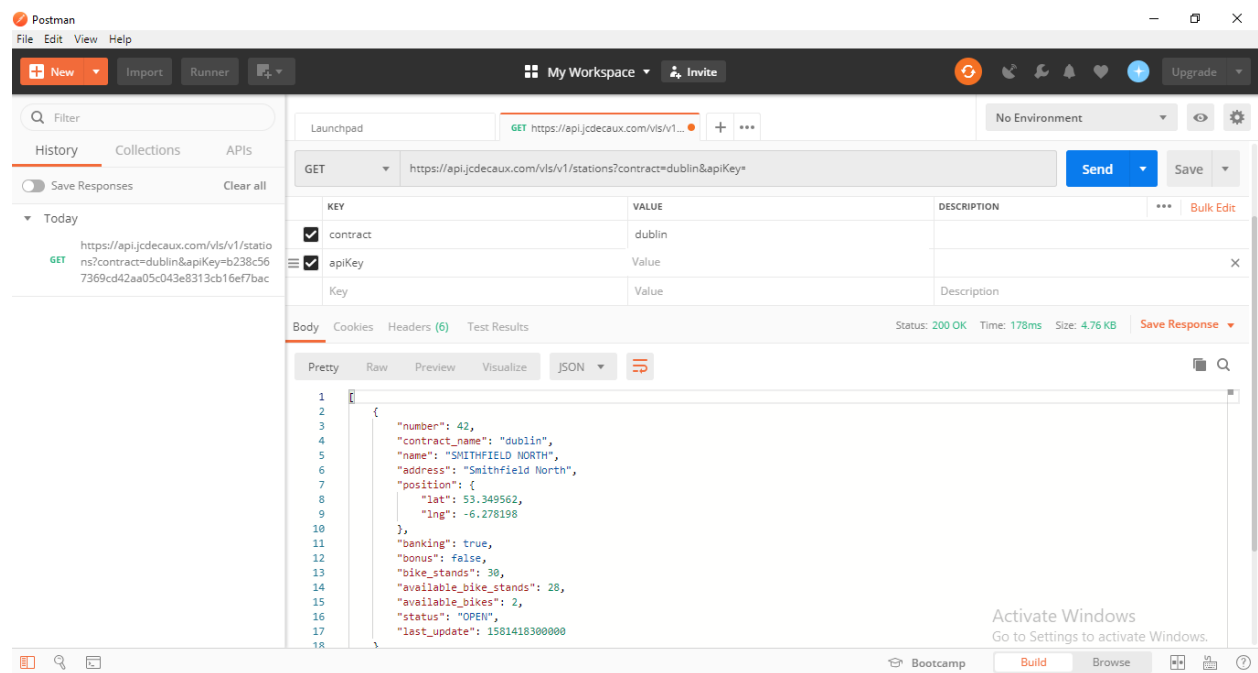 Postman
File Edit View Help
New Import Runner My Workspace Invite Upgrade
Filter
History Collections APIs
Save Responses Clear all
Today
GET https://api.jcdecaux.com/vls/v1/statio
ns?contract=dublin&apiKey=b238c56
7369cd42aa05c043e8313cb16ef7bac
Launchpad GET https://api.jcdecaux.com/vls/v1... No Environment
GET https://api.jcdecaux.com/vls/v1/stations?contract=dublin&apiKey= Send Save
KEY VALUE DESCRIPTION Bulk Edit
contract dublin
apiKey Value
Key Value Description
Body Cookies Headers (6) Test Results Status: 200 OK Time: 178ms Size: 4.76 KB Save Response
Pretty Raw Preview Visualize JSON
1 [
2 {
3 "number": 42,
4 "contract_name": "dublin",
5 "name": "SMITHFIELD NORTH",
6 "address": "Smithfield North",
7 "position": {
8 "lat": 53.349562,
9 "lng": -6.278198
10 },
11 "banking": true,
12 "bonus": false,
13 "bike_stands": 30,
14 "available_bike_stands": 28,
15 "available_bikes": 2,
16 "status": "OPEN",
17 "last_update": 1581418300000
18 }
Activate Windows
Go to Settings to activate Windows.
Bootcamp Build Browse